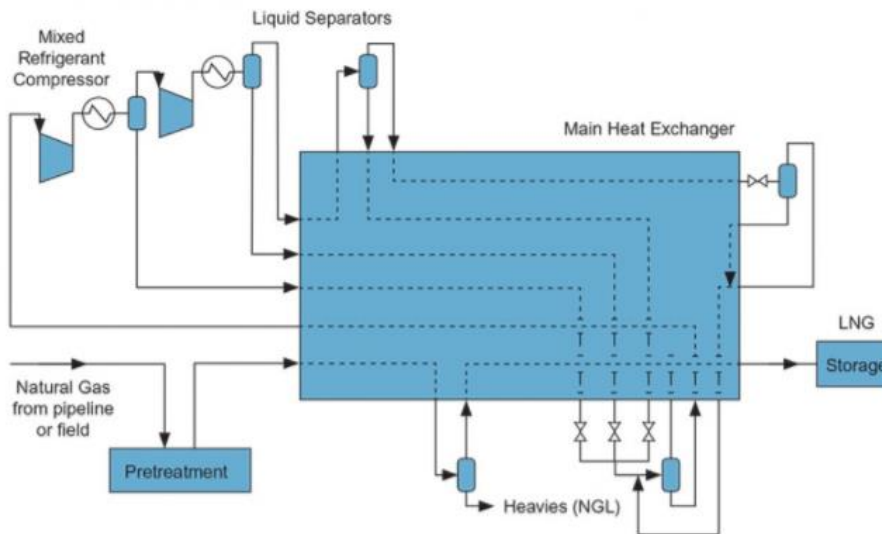 Liquid Separators
Mixed
Refrigerant
Compressor
Main Heat Exchanger
LNG
Storage
Natural Gas
from pipeline
or field
Pretreatment
Heavies (NGL)